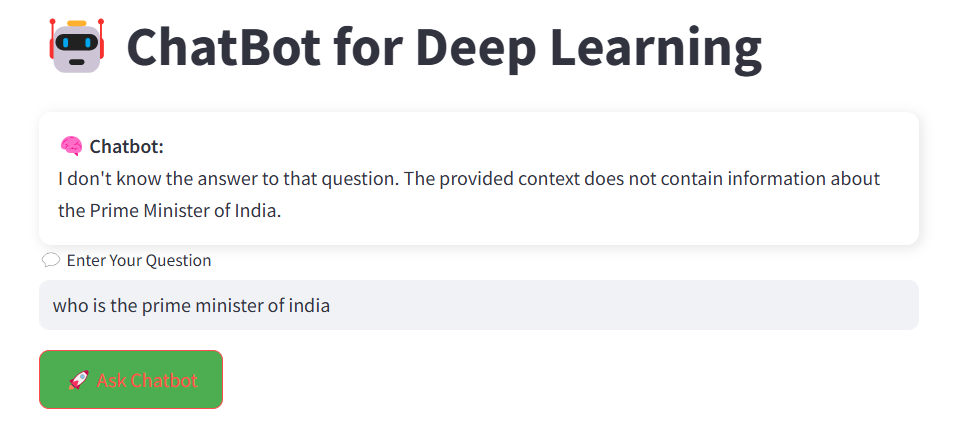 ChatBot for Deep Learning
Chatbot:
I don't know the answer to that question. The provided context does not contain information about
the Prime Minister of India.
Enter Your Question
who is the prime minister of india
Ask Chatbot